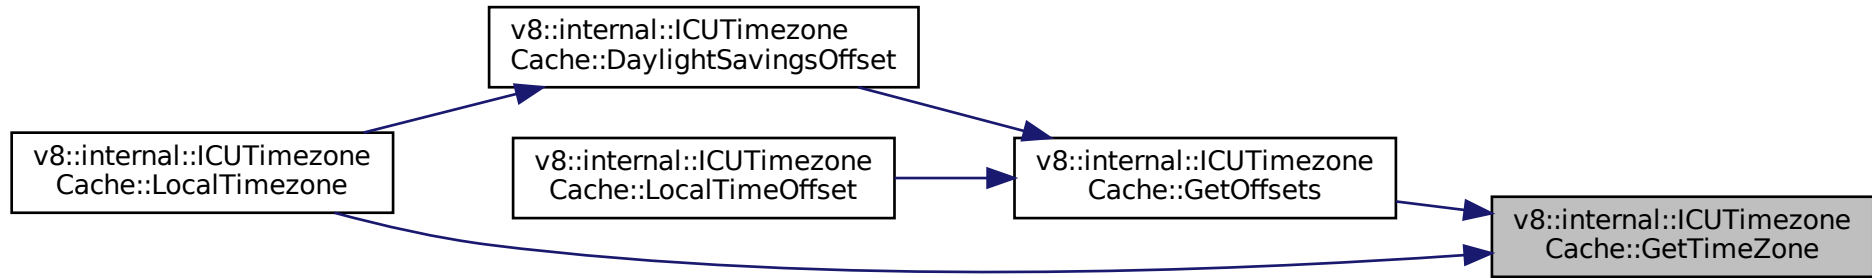 v8::internal::ICUTimezone
Cache::DaylightSavingsOffset
v8::internal::ICUTimezone
Cache::LocalTimezone
v8::internal::ICUTimezone
Cache::LocalTimeOffset
v8::internal::ICUTimezone
Cache::GetOffsets
v8::internal::ICUTimezone
Cache::GetTimeZone